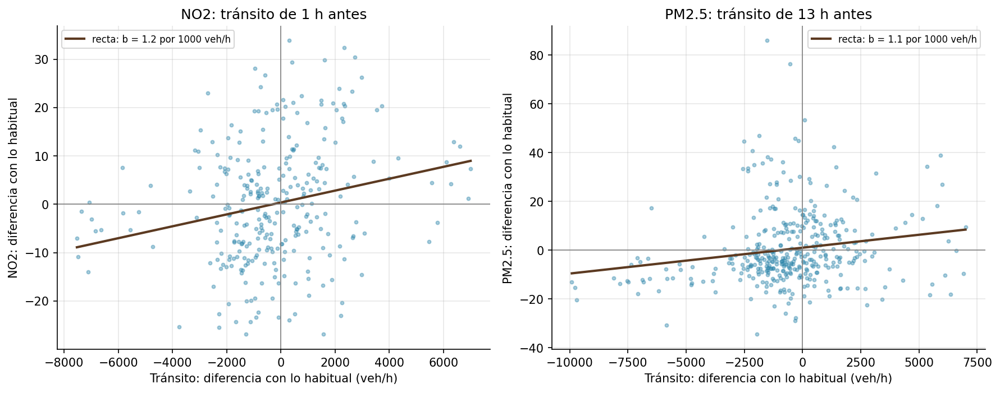 NO2: tránsito de 1 h antes
recta: b = 1.2 por 1000 veh/h
NO2: diferencia con lo habitual
30
20
10
0
−10
−20
−8000 −6000 −4000 −2000 0 2000 4000 6000
Tránsito: diferencia con lo habitual (veh/h)
PM2.5: tránsito de 13 h antes
recta: b = 1.1 por 1000 veh/h
PM2.5: diferencia con lo habitual
80
60
40
20
0
−20
−40
−10000 −7500 −5000 −2500 0 2500 5000 7500
Tránsito: diferencia con lo habitual (veh/h)